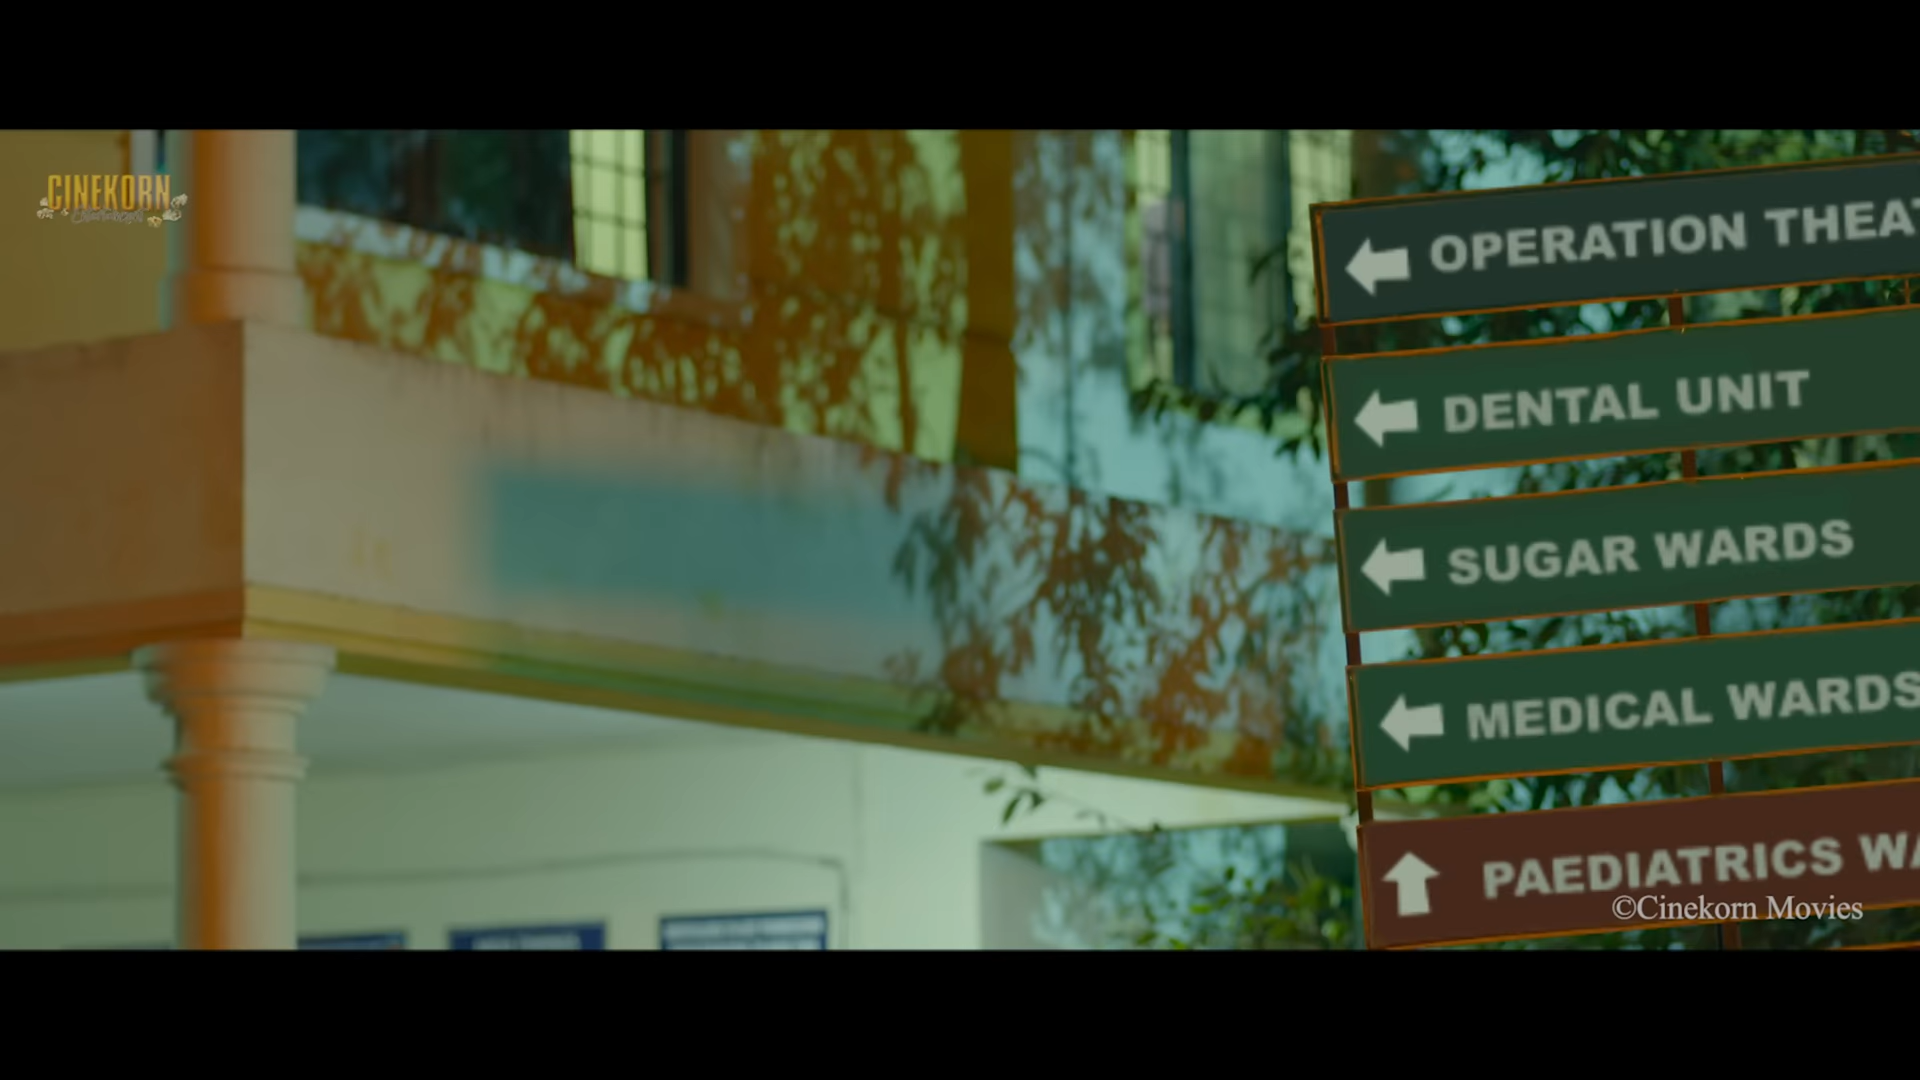 CINEKORN
OPERATION THEAT
DENTAL UNIT
SUGAR WARDS
MEDICAL WARDS
PAEDIATRICS WA
©Cinekorn Movies